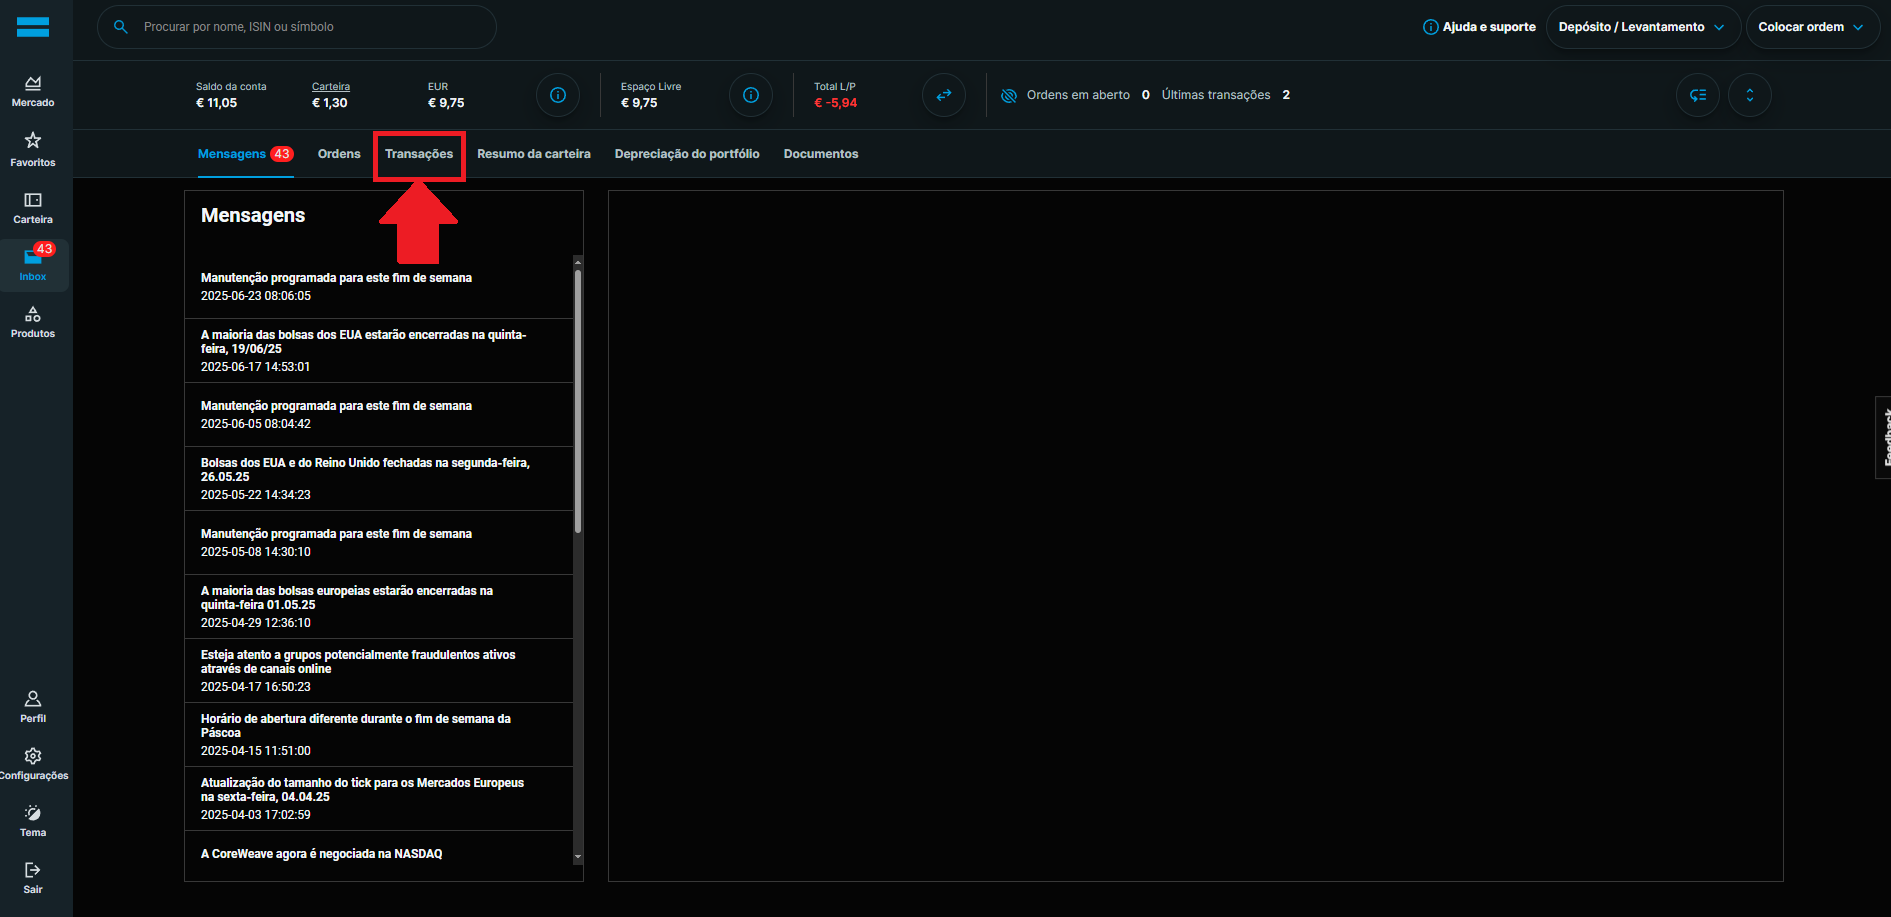 Procurar por nome, ISIN ou símbolo
Ajuda e suporte
Depósito / Levantamento
Colocar ordem
Mercado
Favoritos
Carteira
43
Inbox
Produtos
Perfil
Configurações
Tema
Sair
Saldo da conta
€ 11,05
Carteira
€ 1,30
EUR
€ 9,75
Espaço Livre
€ 9,75
Total L/P
€ -5,94
Ordens em aberto 0 Últimas transações 2
Mensagens 43 Ordens Transações Resumo da carteira Depreciação do portfólio Documentos
Mensagens
Manutenção programada para este fim de semana
2025-06-23 08:06:05
A maioria das bolsas dos EUA estarão encerradas na quinta-
feira, 19/06/25
2025-06-17 14:53:01
Manutenção programada para este fim de semana
2025-06-05 08:04:42
Bolsas dos EUA e do Reino Unido fechadas na segunda-feira,
26.05.25
2025-05-22 14:34:23
Manutenção programada para este fim de semana
2025-05-08 14:30:10
A maioria das bolsas europeias estarão encerradas na
quinta-feira 01.05.25
2025-04-29 12:36:10
Esteja atento a grupos potencialmente fraudulentos ativos
através de canais online
2025-04-17 16:50:23
Horário de abertura diferente durante o fim de semana da
Páscoa
2025-04-15 11:51:00
Atualização do tamanho do tick para os Mercados Europeus
na sexta-feira, 04.04.25
2025-04-03 17:02:59
A CoreWeave agora é negociada na NASDAQ
Feedback